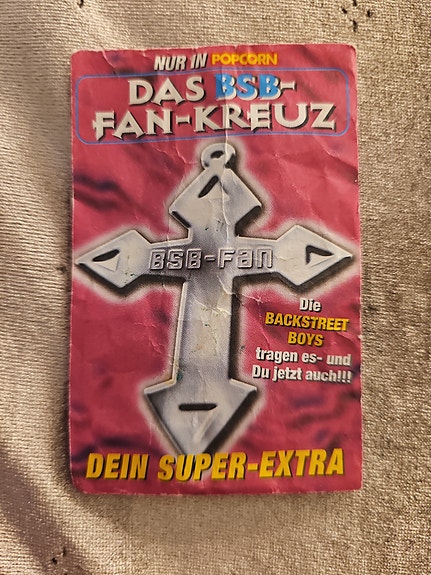 NUR IN POPCORN
DAS BSB-
FAN-KREUZ
BSB-Fan
Die
BACKSTREET
BOYS
tragen es- und
Du jetzt auch!!!
DEIN SUPER-EXTRA